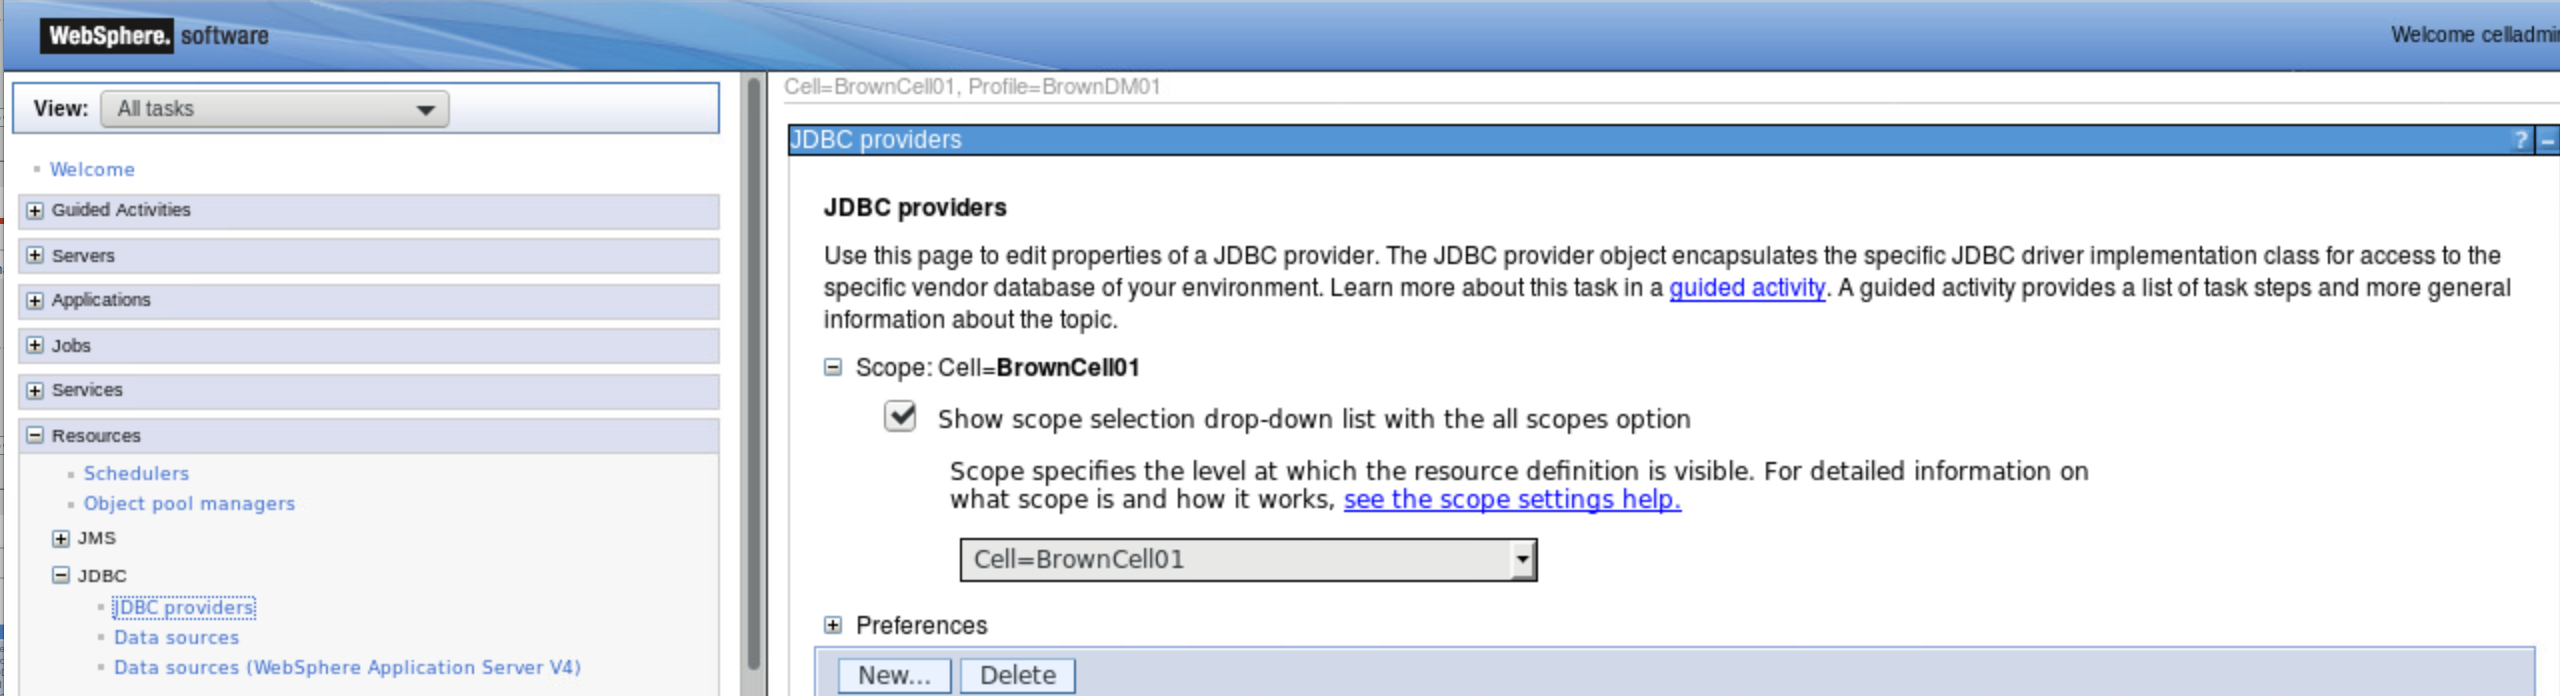 WebSphere. software
Welcome celladmi
View: All tasks
Welcome
Guided Activities
Servers
Applications
Jobs
Services
Resources
Schedulers
Object pool managers
JMS
JDBC
JDBC providers
Data sources
Data sources (WebSphere Application Server V4)
Cell=BrownCell01, Profile=BrownDM01
JDBC providers
?
JDBC providers
Use this page to edit properties of a JDBC provider. The JDBC provider object encapsulates the specific JDBC driver implementation class for access to the
specific vendor database of your environment. Learn more about this task in a guided activity. A guided activity provides a list of task steps and more general
information about the topic.
Scope: Cell=BrownCell01
Show scope selection drop-down list with the all scopes option
Scope specifies the level at which the resource definition is visible. For detailed information on
what scope is and how it works, see the scope settings help.
Cell=BrownCell01
Preferences
New... Delete